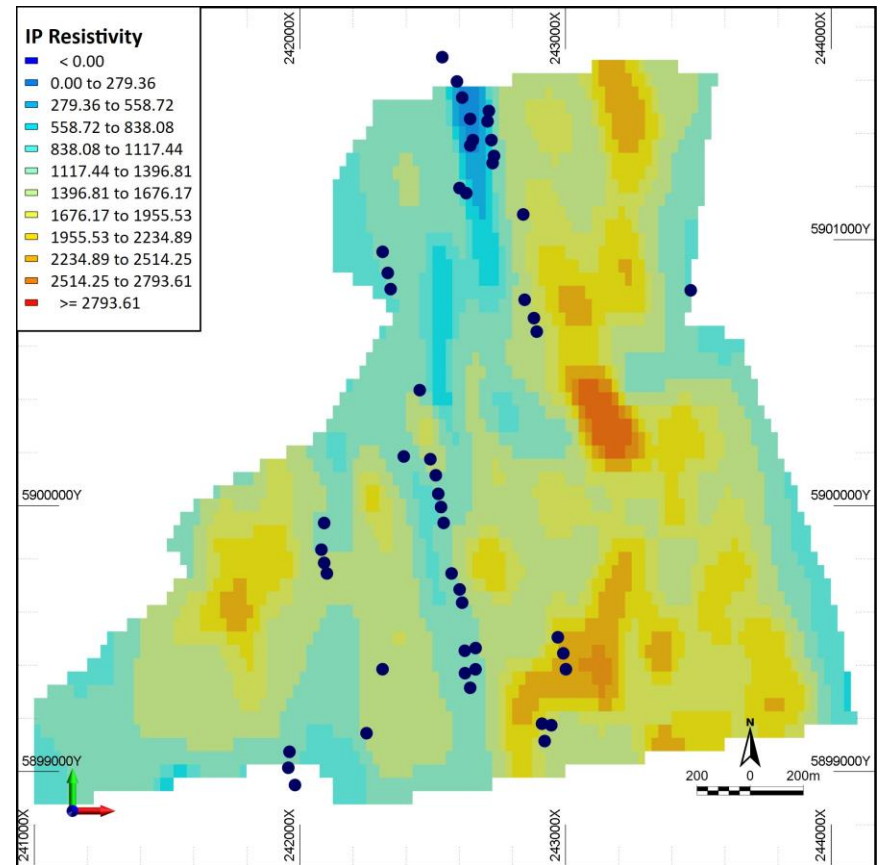 IP Resistivity
< 0.00
0.00 to 279.36
279.36 to 558.72
558.72 to 838.08
838.08 to 1117.44
1117.44 to 1396.81
1396.81 to 1676.17
1676.17 to 1955.53
1955.53 to 2234.89
2234.89 to 2514.25
2514.25 to 2793.61
>= 2793.61
242000X
243000X
244000X
5901000Y
5900000Y
5900000Y
5899000Y
5899000Y
N
200 0 200m
241000X
242000X
243000X
244000X